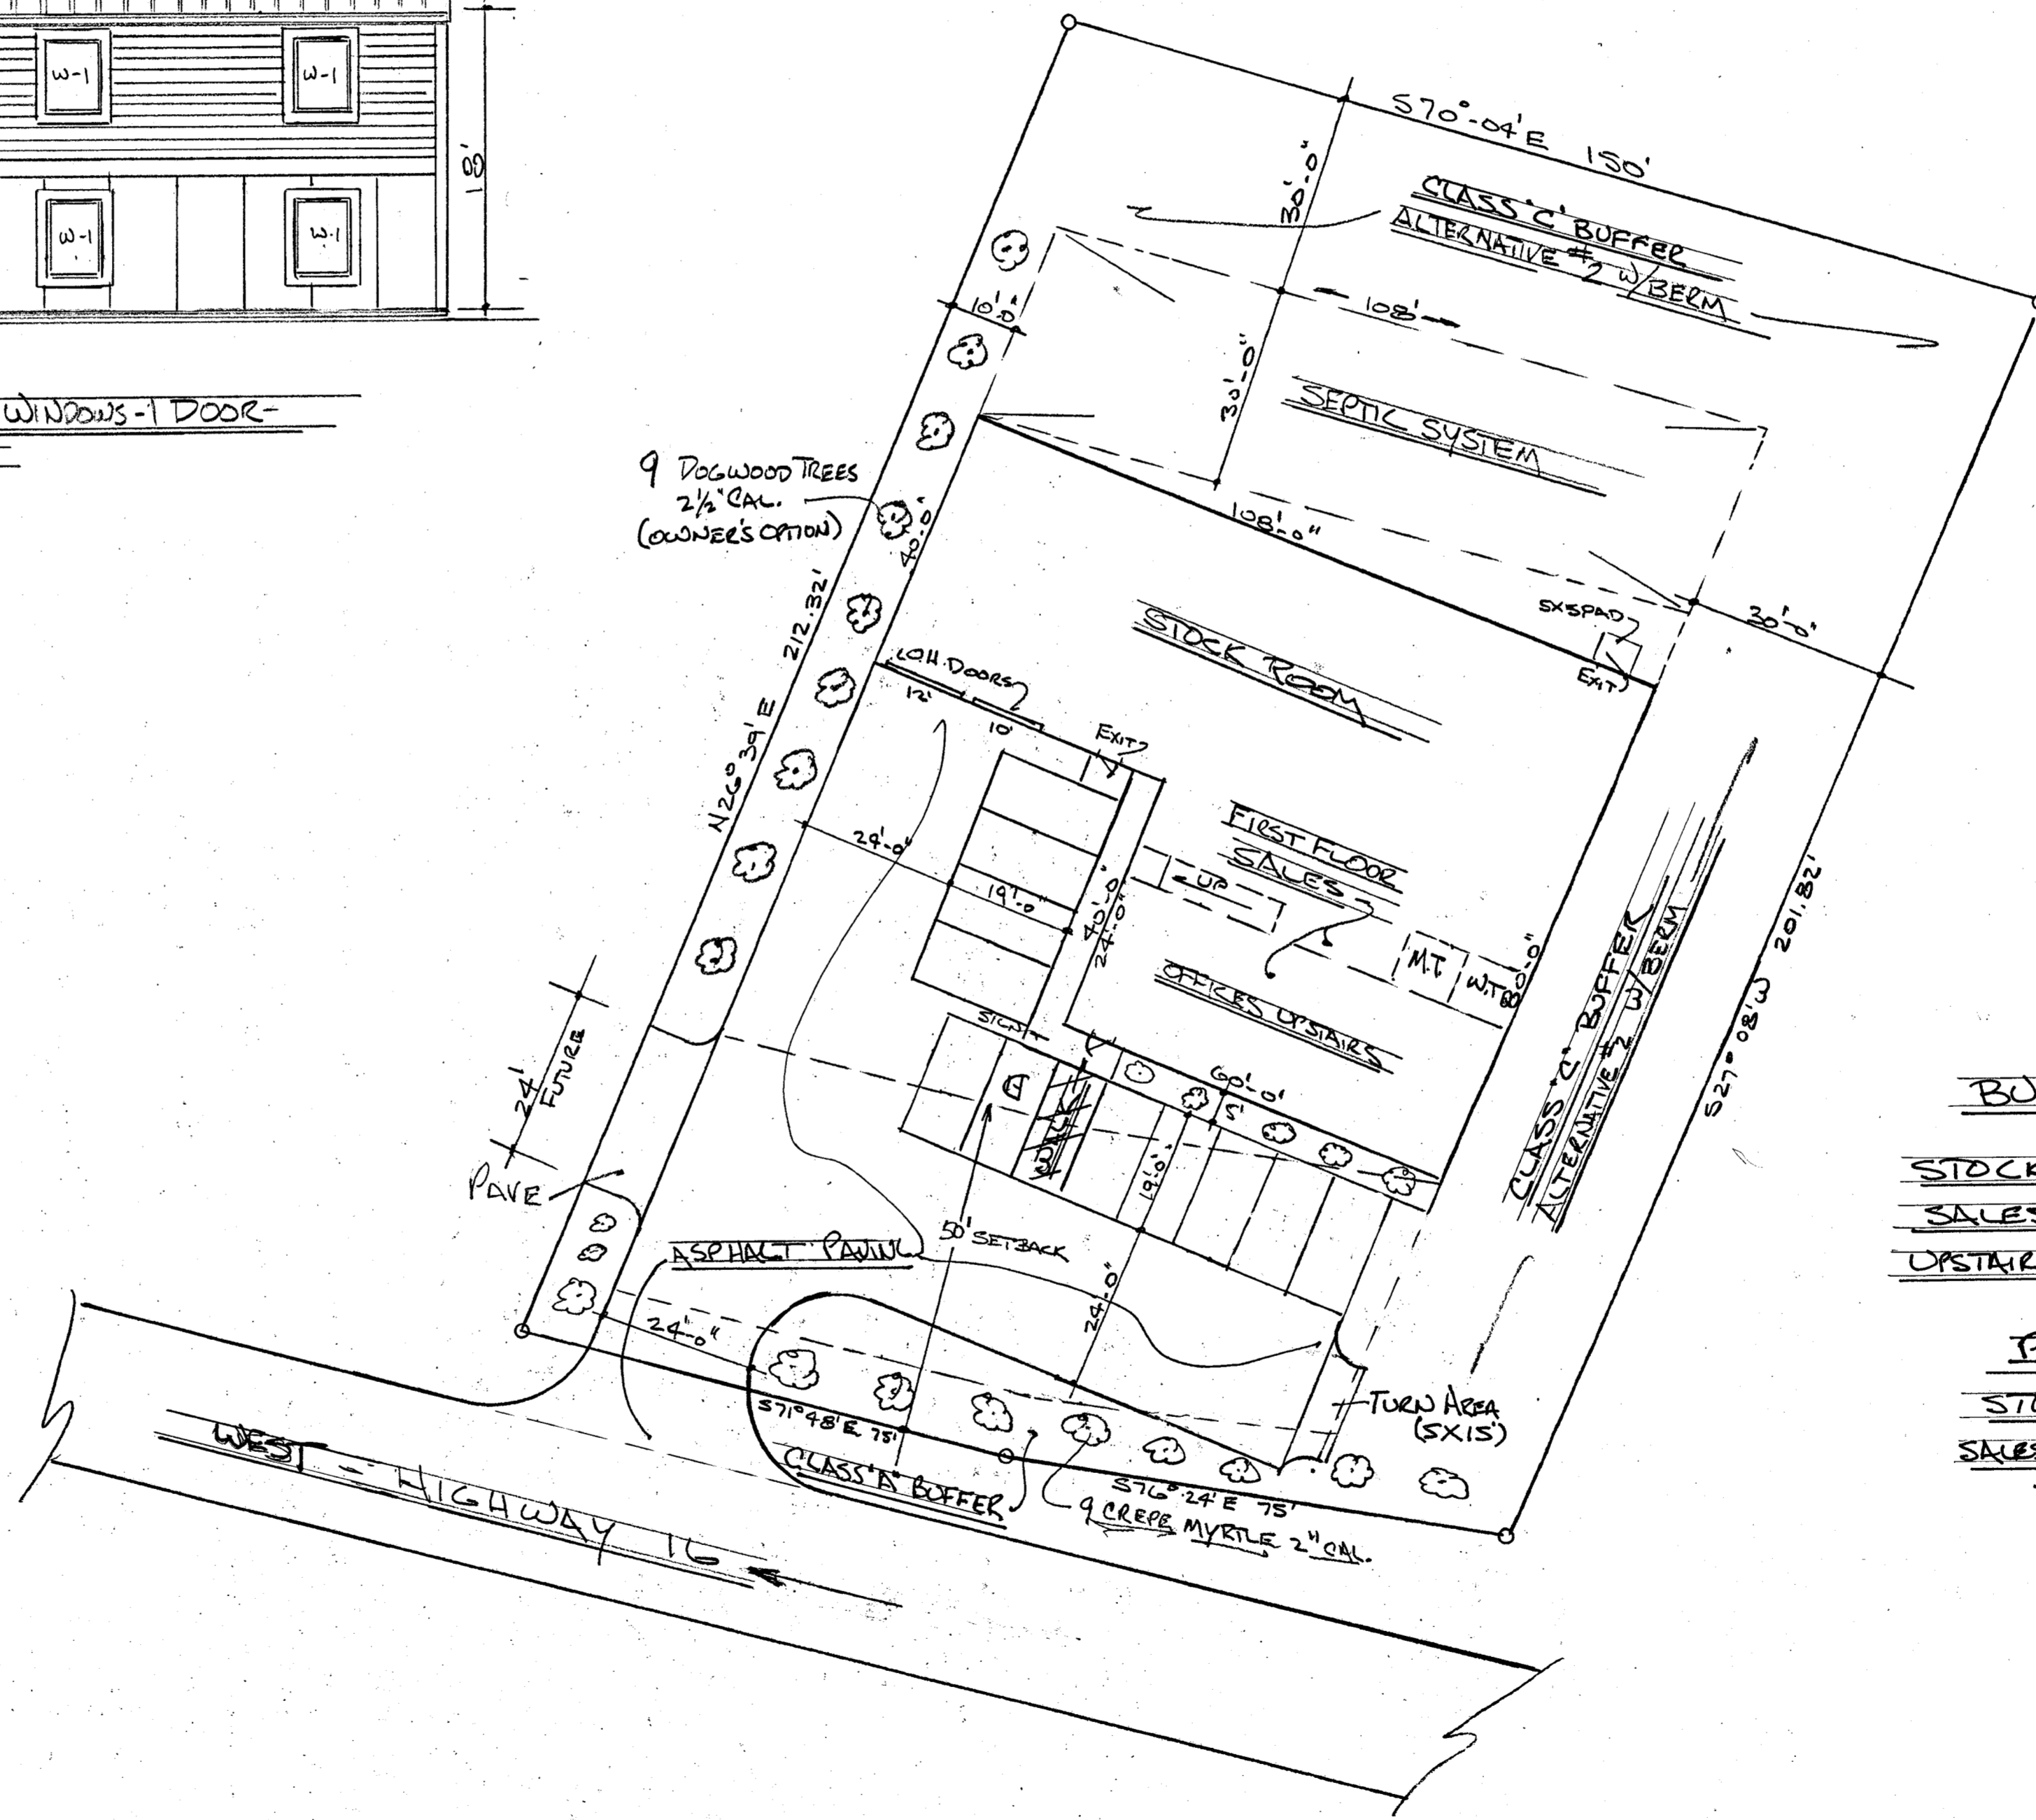 W-1
W-1
W-1
W-1
18'
WINDOWS-1 DOOR-
S70°-04'E 150'
30'-0"
CLASS 'C' BUFFER
ALTERNATIVE #2 W/BERM
108'
10'-0"
30'-0"
SEPTIC SYSTEM
9 DOGWOOD TREES
2½" CAL.
(OWNER'S OPTION)
40'-0"
108'-0"
5X5 PAD
EXIT
30'-0"
STOCK ROOM
O.H. DOORS
12'
10'
EXIT
N26° 39' E 212.32'
FIRST FLOOR
SALES
UP
24'-0"
19'-0"
40'-0"
24'-0"
M.T.
W.T.
80'-0"
OFFICES UPSTAIRS
CLASS 'C' BUFFER
ALTERNATIVE #2 W/BERM
S27° 08' W 201.82'
24'
FUTURE
SIGN
WALK
60'-0"
5'
19'-0"
PAVE
ASPHALT PAVING
50' SETBACK
24'-0"
24'-0"
TURN AREA
(5X15')
S71°48'E 75'
CLASS 'A' BUFFER
S76° 24' E 75'
9 CREPE MYRTLE 2" CAL.
WEST - HIGHWAY 16
BU
STOCK
SALES
UPSTAIR
STO
SALES